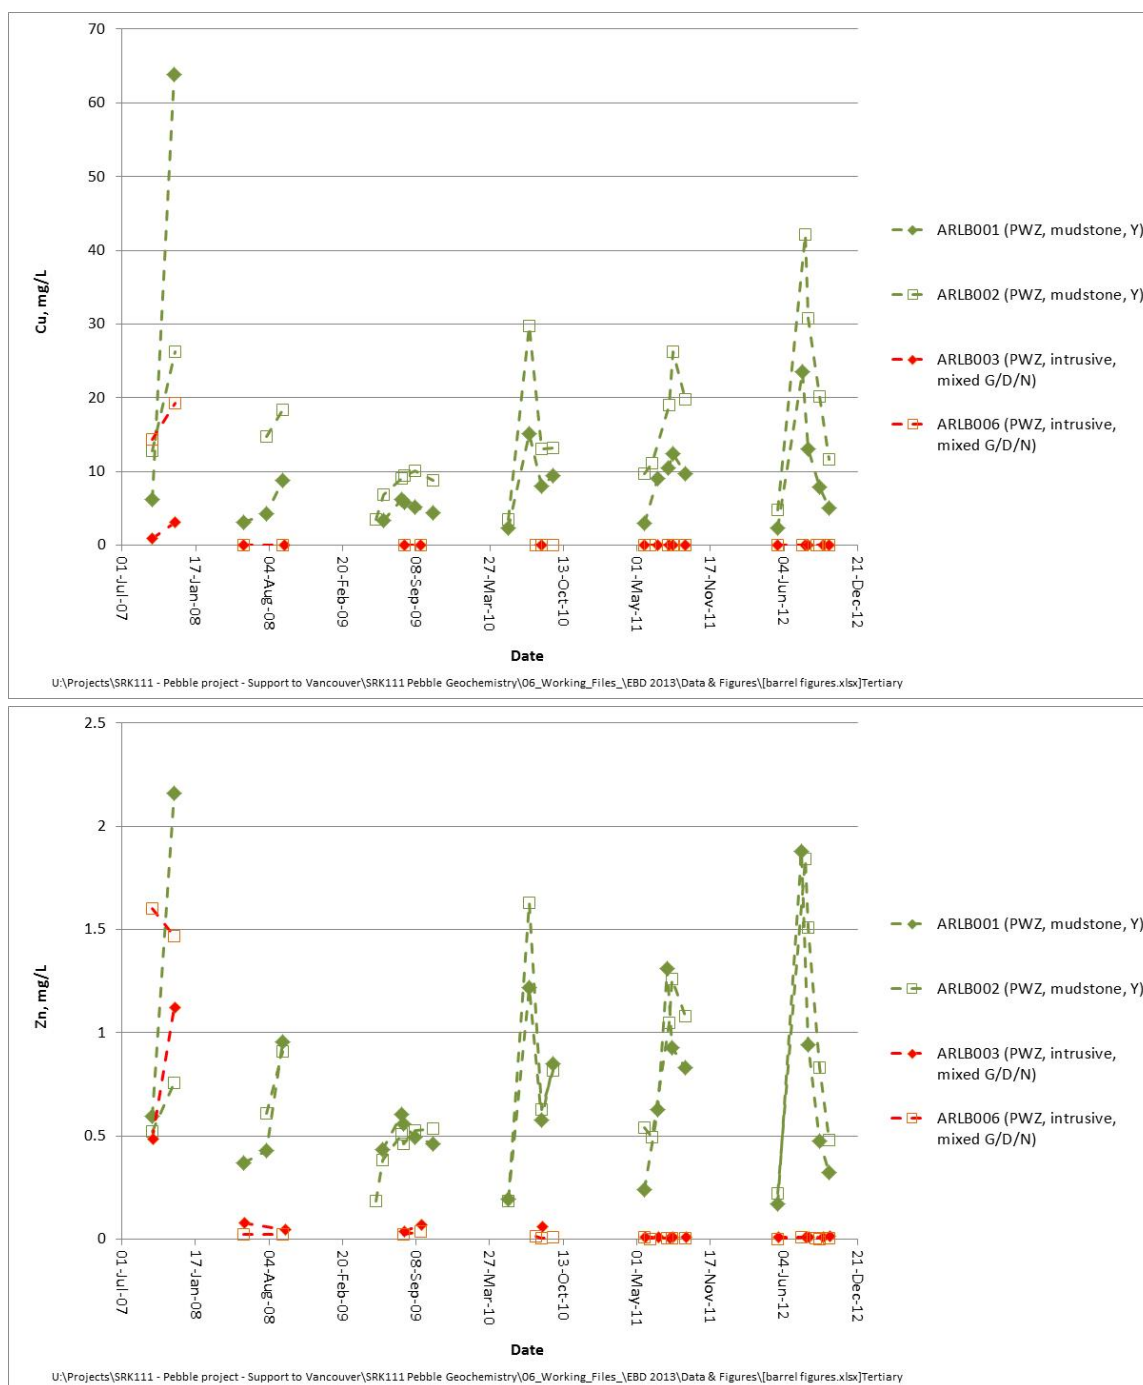 70
60
50
40
30
20
10
0
Cu, mg/L
01-Jul-07
17-Jan-08
04-Aug-08
20-Feb-09
08-Sep-09
27-Mar-10
13-Oct-10
01-May-11
17-Nov-11
04-Jun-12
21-Dec-12
Date
ARLB001 (PWZ, mudstone, Y)
ARLB002 (PWZ, mudstone, Y)
ARLB003 (PWZ, intrusive,
mixed G/D/N)
ARLB006 (PWZ, intrusive,
mixed G/D/N)
U:\Projects\SRK111 - Pebble project - Support to Vancouver\SRK111 Pebble Geochemistry\06_Working_Files_\EBD 2013\Data & Figures\[barrel figures.xlsx]Tertiary
2.5
2
1.5
1
0.5
0
Zn, mg/L
01-Jul-07
17-Jan-08
04-Aug-08
20-Feb-09
08-Sep-09
27-Mar-10
13-Oct-10
01-May-11
17-Nov-11
04-Jun-12
21-Dec-12
Date
ARLB001 (PWZ, mudstone, Y)
ARLB002 (PWZ, mudstone, Y)
ARLB003 (PWZ, intrusive,
mixed G/D/N)
ARLB006 (PWZ, intrusive,
mixed G/D/N)
U:\Projects\SRK111 - Pebble project - Support to Vancouver\SRK111 Pebble Geochemistry\06_Working_Files_\EBD 2013\Data & Figures\[barrel figures.xlsx]Tertiary